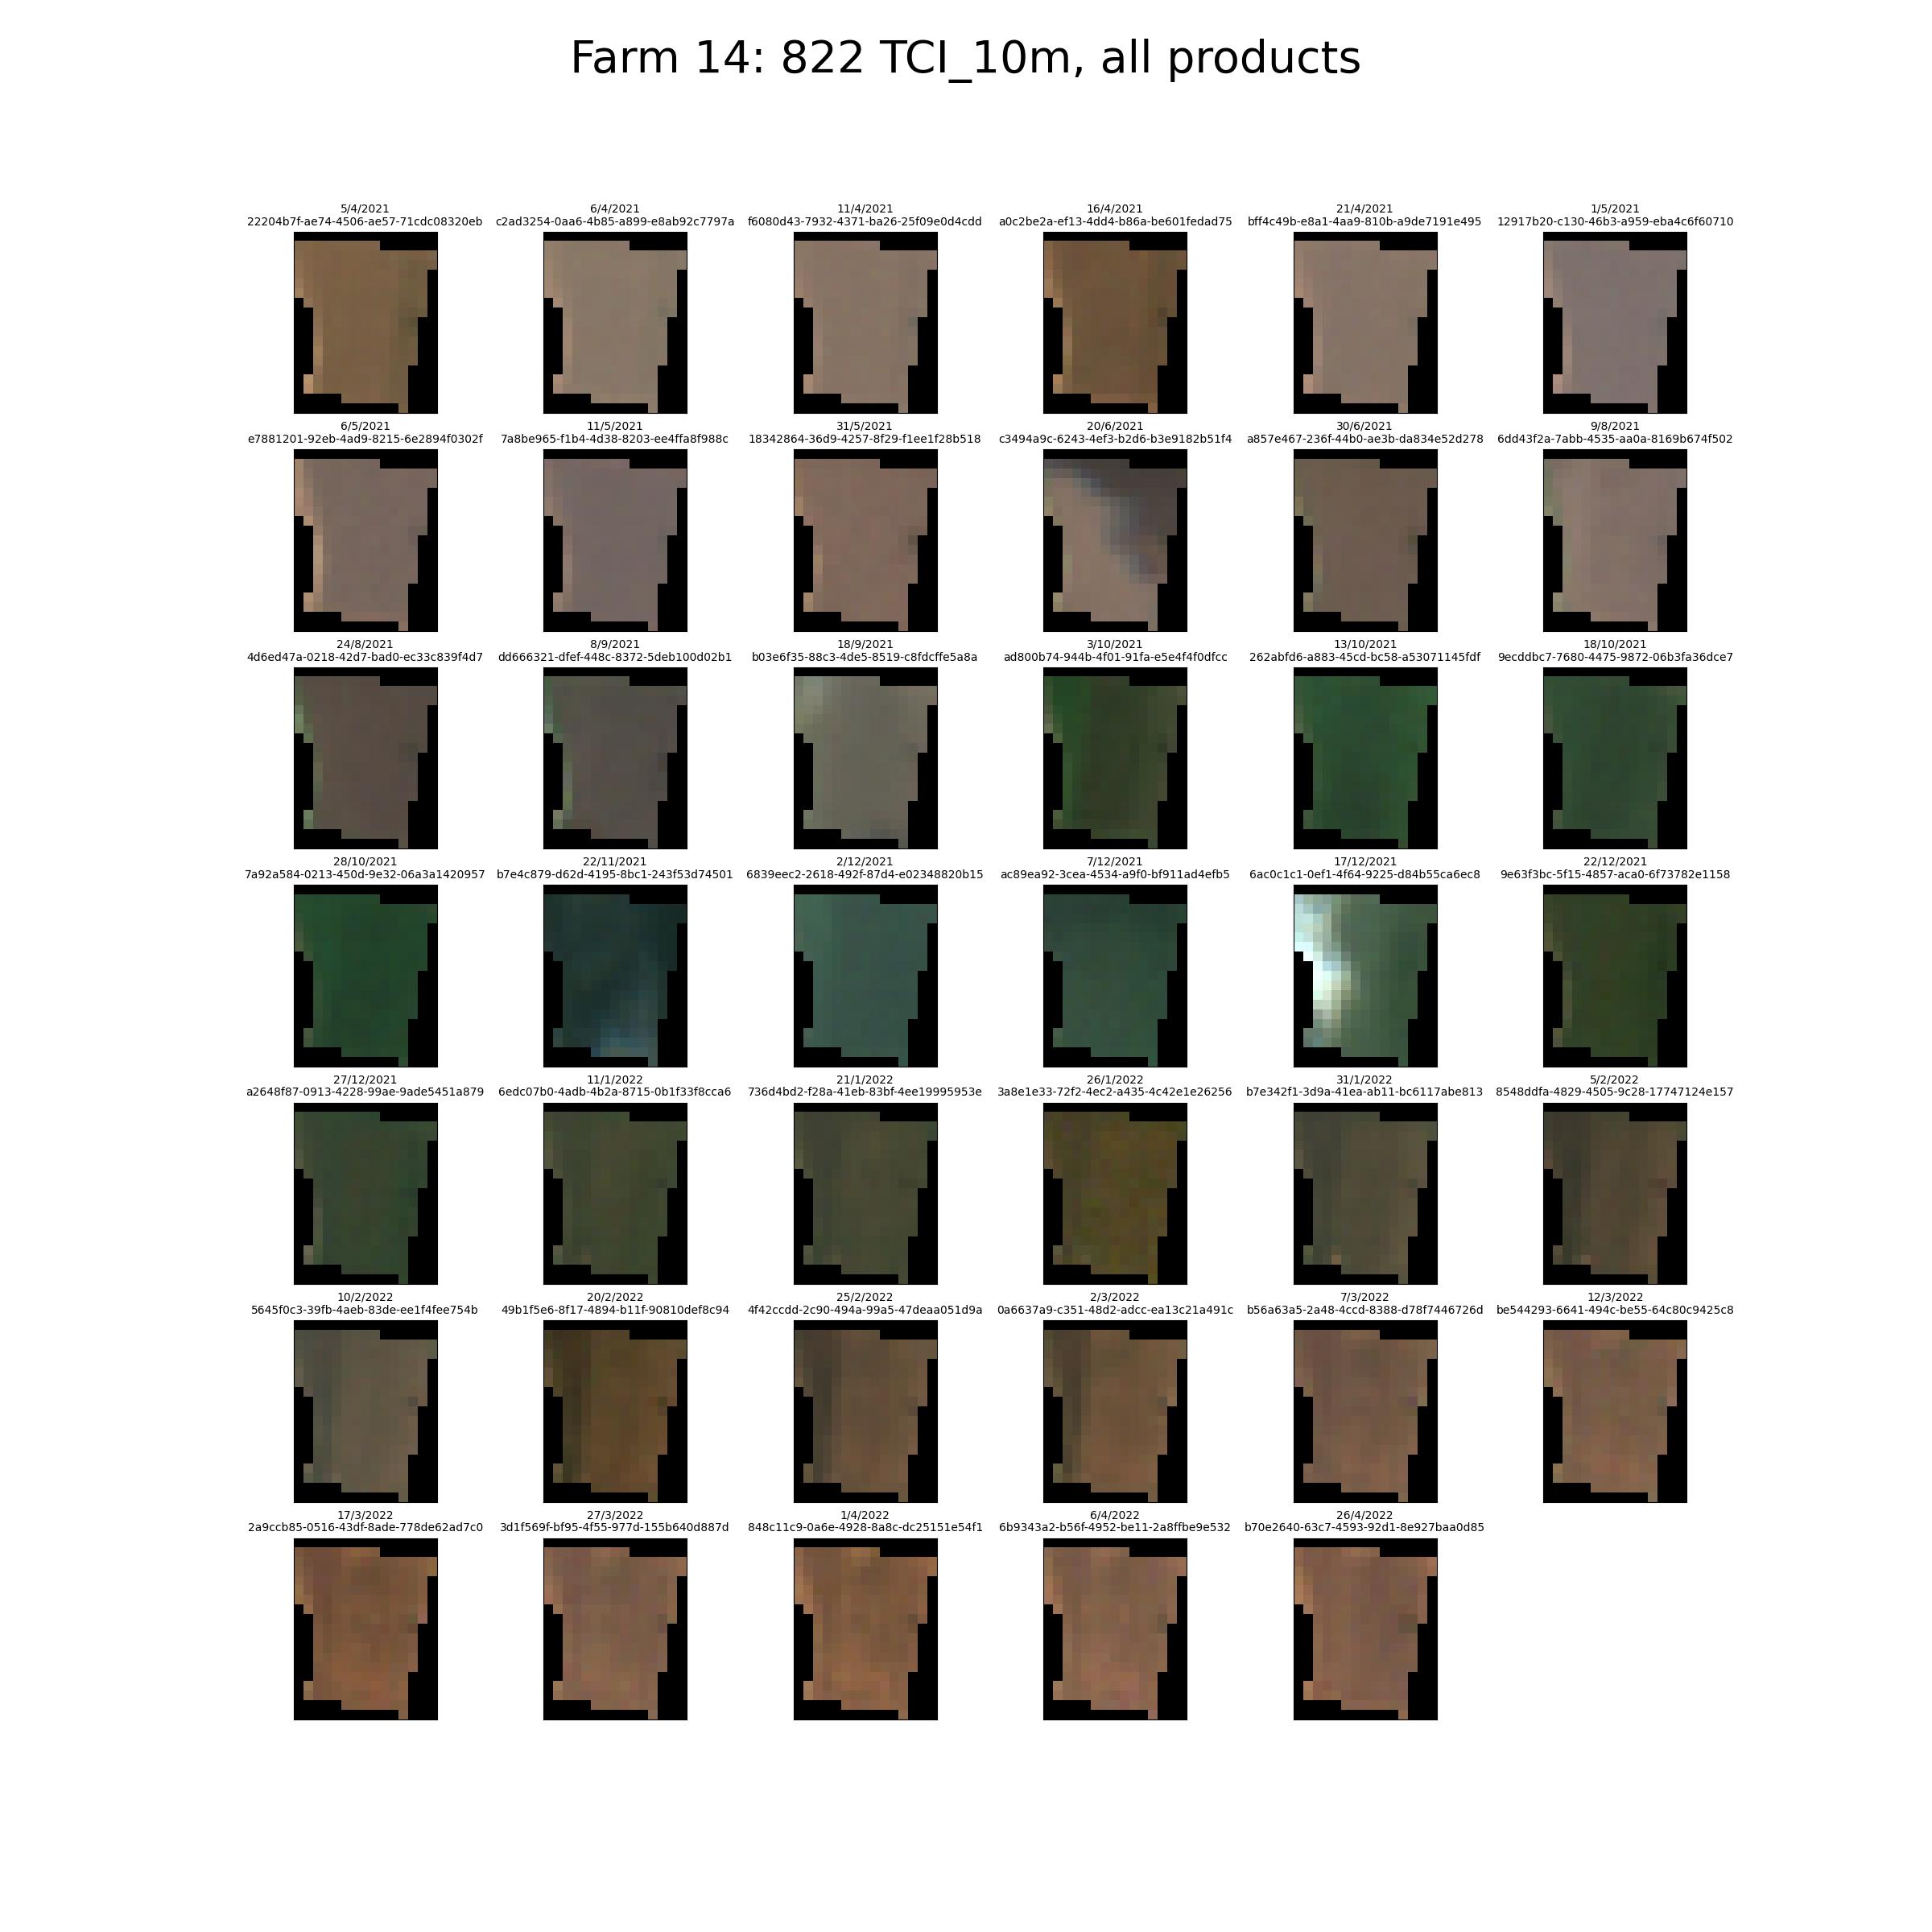 Farm 14: 822 TCI_10m, all products
5/4/2021
22204b7f-ae74-4506-ae57-71cdc08320eb
6/4/2021
c2ad3254-0aa6-4b85-a899-e8ab92c7797a
11/4/2021
f6080d43-7932-4371-ba26-25f09e0d4cdd
16/4/2021
a0c2be2a-ef13-4dd4-b86a-be601fedad75
21/4/2021
bff4c49b-e8a1-4aa9-810b-a9de7191e495
1/5/2021
12917b20-c130-46b3-a959-eba4c6f60710
6/5/2021
e7881201-92eb-4ad9-8215-6e2894f0302f
11/5/2021
7a8be965-f1b4-4d38-8203-ee4ffa8f988c
31/5/2021
18342864-36d9-4257-8f29-f1ee1f28b518
20/6/2021
c3494a9c-6243-4ef3-b2d6-b3e9182b51f4
30/6/2021
a857e467-236f-44b0-ae3b-da834e52d278
9/8/2021
6dd43f2a-7abb-4535-aa0a-8169b674f502
24/8/2021
4d6ed47a-0218-42d7-bad0-ec33c839f4d7
8/9/2021
dd666321-dfef-448c-8372-5deb100d02b1
18/9/2021
b03e6f35-88c3-4de5-8519-c8fdcffe5a8a
3/10/2021
ad800b74-944b-4f01-91fa-e5e4f4f0dfcc
13/10/2021
262abfd6-a883-45cd-bc58-a53071145fdf
18/10/2021
9ecddbc7-7680-4475-9872-06b3fa36dce7
28/10/2021
7a92a584-0213-450d-9e32-06a3a1420957
22/11/2021
b7e4c879-d62d-4195-8bc1-243f53d74501
2/12/2021
6839eec2-2618-492f-87d4-e02348820b15
7/12/2021
ac89ea92-3cea-4534-a9f0-bf911ad4efb5
17/12/2021
6ac0c1c1-0ef1-4f64-9225-d84b55ca6ec8
22/12/2021
9e63f3bc-5f15-4857-aca0-6f73782e1158
27/12/2021
a2648f87-0913-4228-99ae-9ade5451a879
11/1/2022
6edc07b0-4adb-4b2a-8715-0b1f33f8cca6
21/1/2022
736d4bd2-f28a-41eb-83bf-4ee19995953e
26/1/2022
3a8e1e33-72f2-4ec2-a435-4c42e1e26256
31/1/2022
b7e342f1-3d9a-41ea-ab11-bc6117abe813
5/2/2022
8548ddfa-4829-4505-9c28-17747124e157
10/2/2022
5645f0c3-39fb-4aeb-83de-ee1f4fee754b
20/2/2022
49b1f5e6-8f17-4894-b11f-90810def8c94
25/2/2022
4f42ccdd-2c90-494a-99a5-47deaa051d9a
2/3/2022
0a6637a9-c351-48d2-adcc-ea13c21a491c
7/3/2022
b56a63a5-2a48-4ccd-8388-d78f7446726d
12/3/2022
be544293-6641-494c-be55-64c80c9425c8
17/3/2022
2a9ccb85-0516-43df-8ade-778de62ad7c0
27/3/2022
3d1f569f-bf95-4f55-977d-155b640d887d
1/4/2022
848c11c9-0a6e-4928-8a8c-dc25151e54f1
6/4/2022
6b9343a2-b56f-4952-be11-2a8ffbe9e532
26/4/2022
b70e2640-63c7-4593-92d1-8e927baa0d85